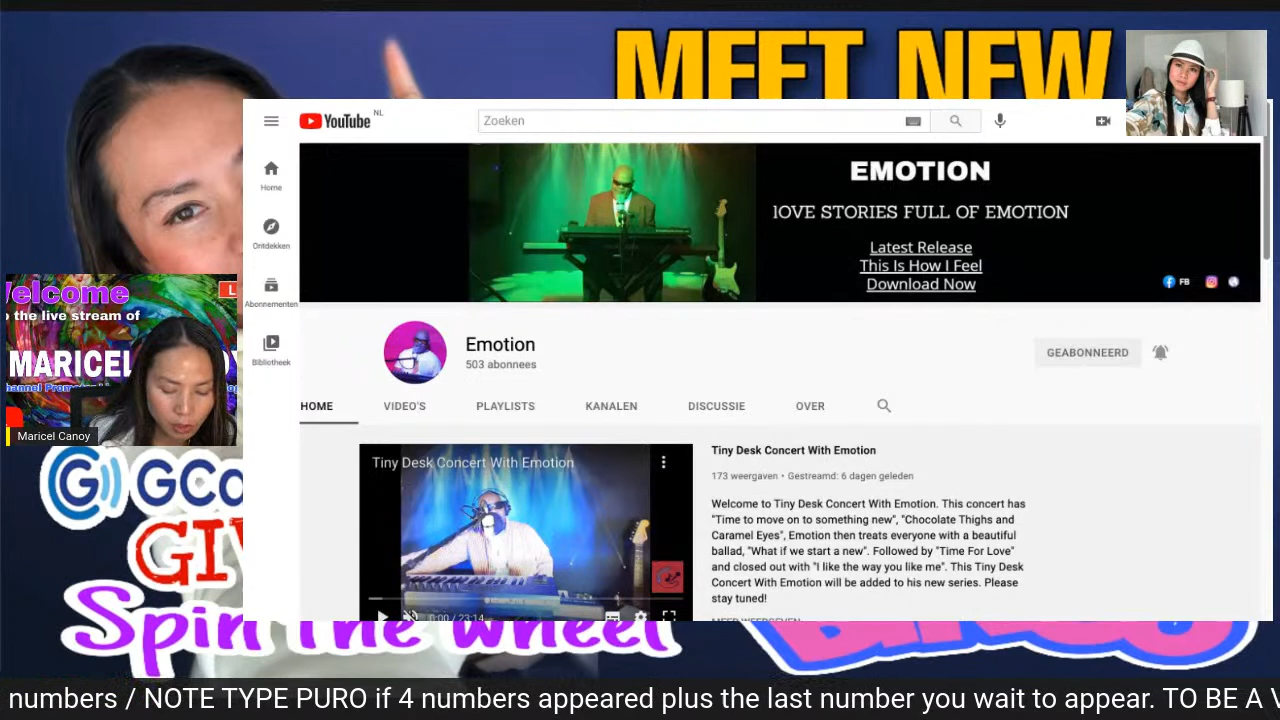 MEET NEW
YouTube NL
Zoeken
Home
Ontdekken
Abonnementen
Bibliotheek
EMOTION
lOVE STORIES FULL OF EMOTION
Latest Release
This Is How I Feel
Download Now
FB
Emotion
503 abonnees
GEABONNEERD
HOME VIDEO'S PLAYLISTS KANALEN DISCUSSIE OVER
Tiny Desk Concert With Emotion
0:00 / 23:14
Tiny Desk Concert With Emotion
173 weergaven • Gestreamd: 6 dagen geleden
Welcome to Tiny Desk Concert With Emotion. This concert has
"Time to move on to something new", "Chocolate Thighs and
Caramel Eyes", Emotion then treats everyone with a beautiful
ballad, "What if we start a new". Followed by "Time For Love"
and closed out with "I like the way you like me". This Tiny Desk
Concert With Emotion will be added to his new series. Please
stay tuned!
MEER WEERGEVEN
Welcome
the live stream of
MARICEL
Maricel Canoy
Spin the wheel
numbers / NOTE TYPE PURO if 4 numbers appeared plus the last number you wait to appear. TO BE A